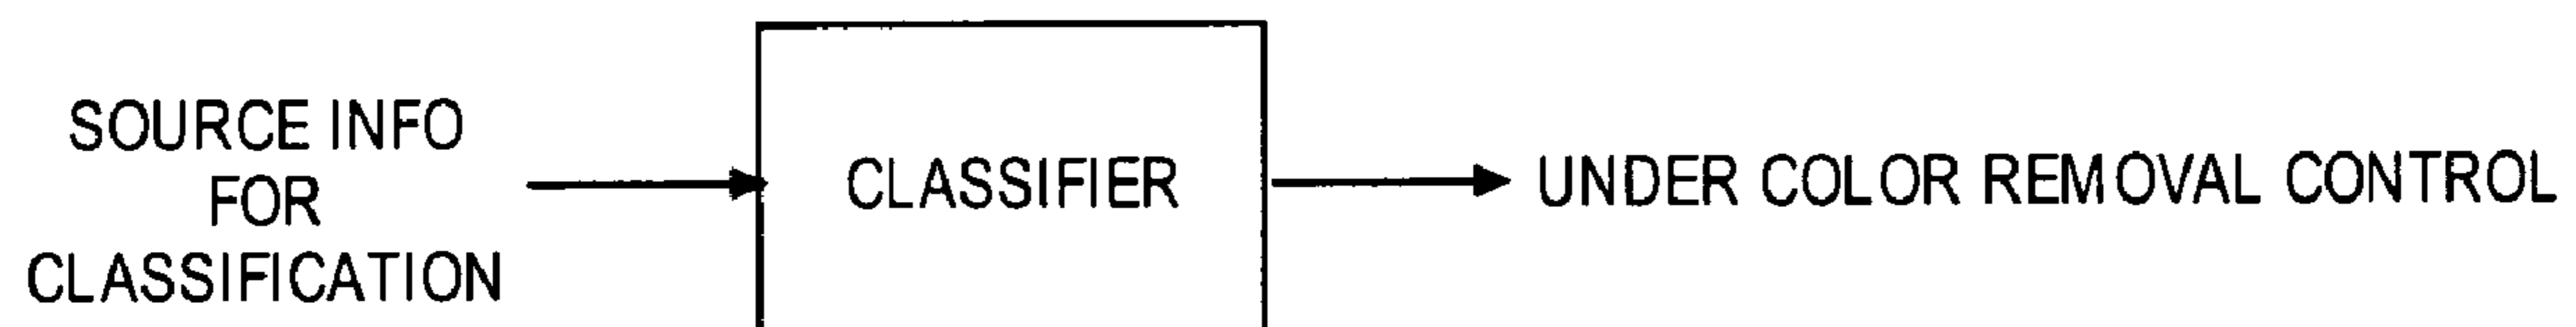 SOURCE INFO
FOR
CLASSIFICATION
CLASSIFIER
UNDER COLOR REMOVAL CONTROL